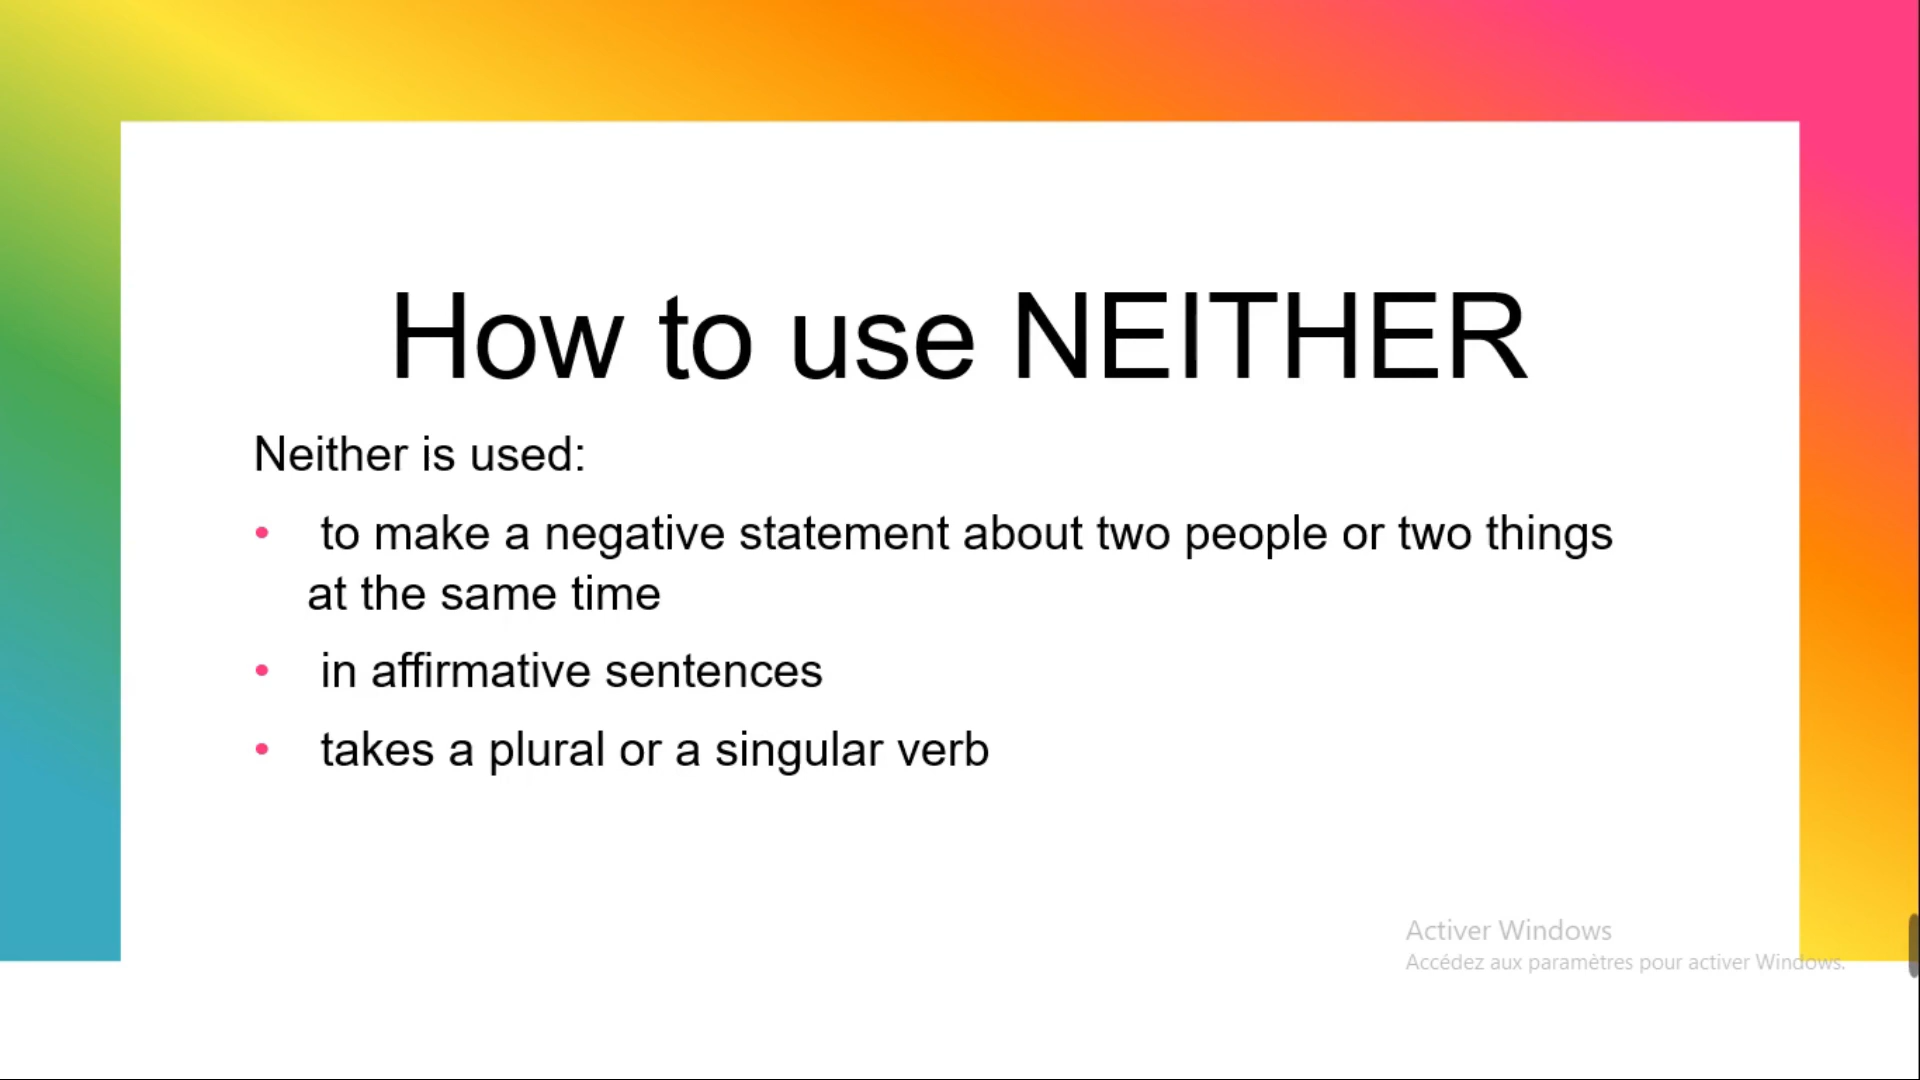 How to use NEITHER
Neither is used:
• to make a negative statement about two people or two things
at the same time
• in affirmative sentences
• takes a plural or a singular verb
Activer Windows
Accédez aux paramètres pour activer Windows.